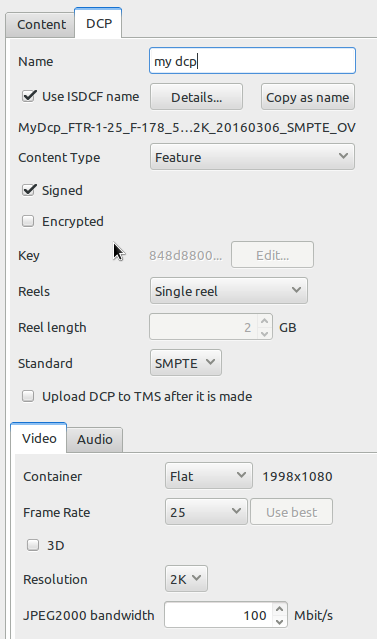 Content DCP
Name my dcp
Use ISDCF name Details... Copy as name
MyDcp_FTR-1-25_F-178_5...2K_20160306_SMPTE_OV
Content Type Feature
Signed
Encrypted
Key 848d8800... Edit...
Reels Single reel
Reel length 2 GB
Standard SMPTE
Upload DCP to TMS after it is made
Video Audio
Container Flat 1998x1080
Frame Rate 25 Use best
3D
Resolution 2K
JPEG2000 bandwidth 100 Mbit/s